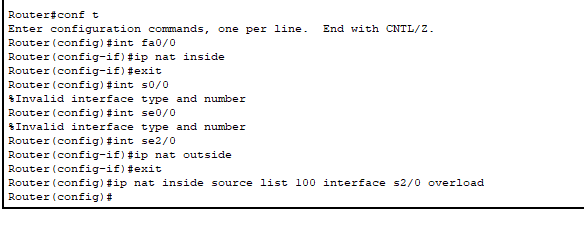 Router#conf t
Enter configuration commands, one per line.  End with CNTL/Z.
Router(config)#int fa0/0
Router(config-if)#ip nat inside
Router(config-if)#exit
Router(config)#int s0/0
%Invalid interface type and number
Router(config)#int se0/0
%Invalid interface type and number
Router(config)#int se2/0
Router(config-if)#ip nat outside
Router(config-if)#exit
Router(config)#ip nat inside source list 100 interface s2/0 overload
Router(config)#